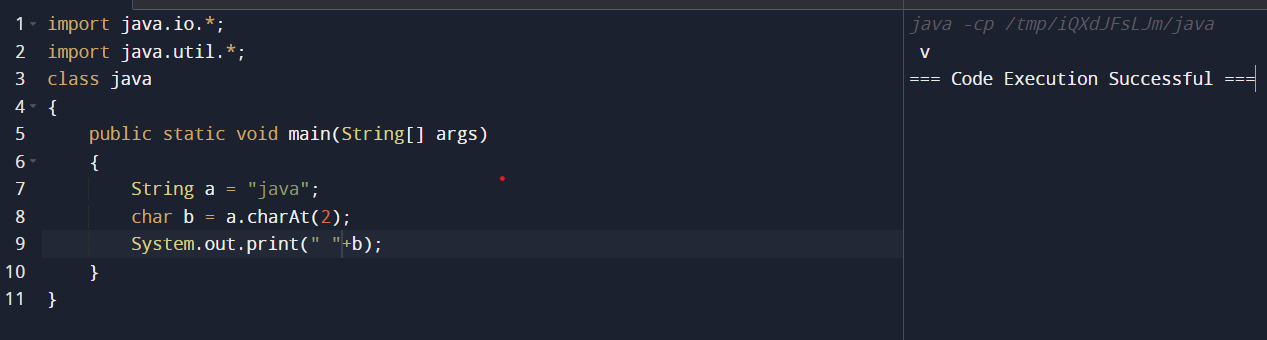 1 import java.io.*;
2 import java.util.*;
3 class java
4 {
5     public static void main(String[] args)
6     {
7         String a = "java";
8         char b = a.charAt(2);
9         System.out.print(" "+b);
10     }
11 }
java -cp /tmp/iQXdJFsLJm/java
 v
=== Code Execution Successful ===